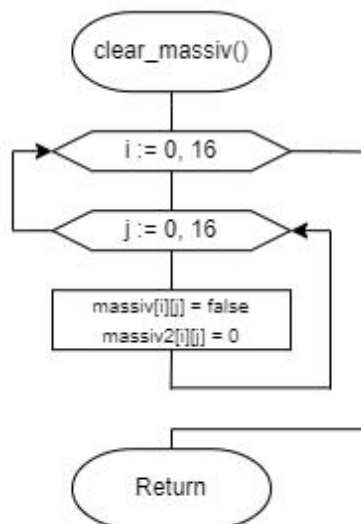 clear_massiv()
i := 0, 16
j := 0, 16
massiv[i][j] = false
massiv2[i][j] = 0
Return